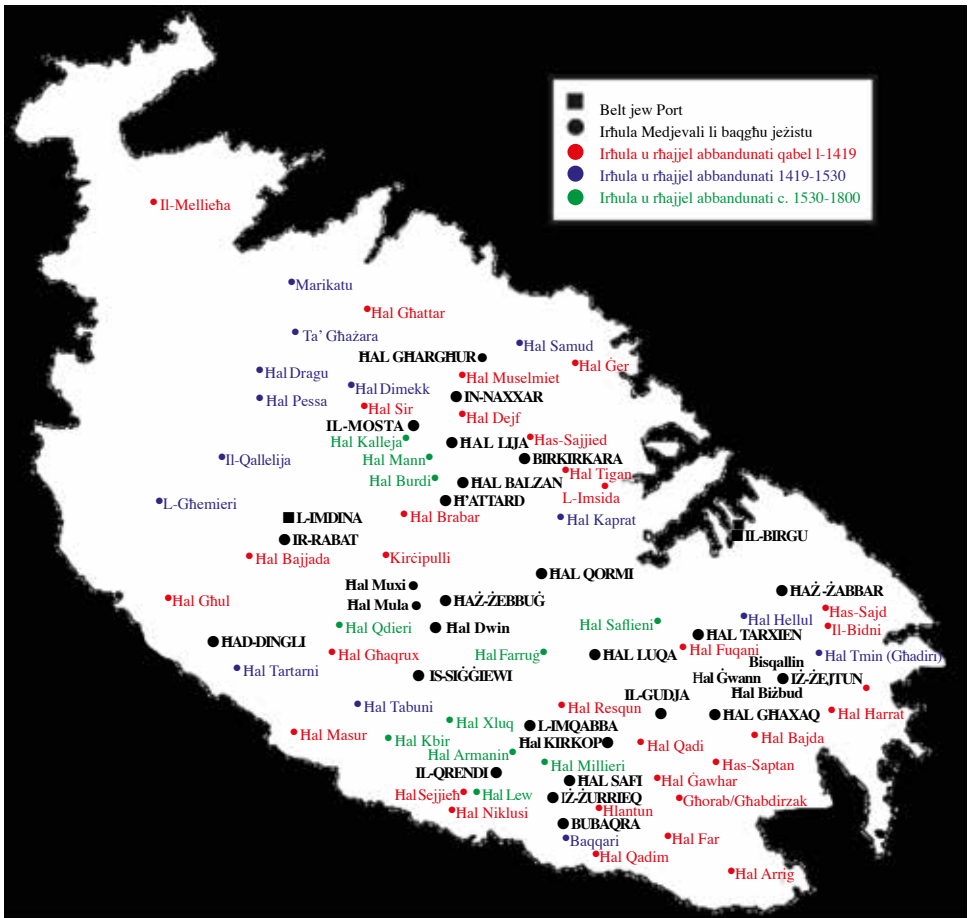 Belt jew Port
Irħula Medjevali li baqgħu jeżistu
Irħula u rħajjel abbandunati qabel l-1419
Irħula u rħajjel abbandunati 1419-1530
Irħula u rħajjel abbandunati c. 1530-1800
Il-Mellieħa
Marikatu
Ħal Għattar
Ta' Għażara
Ħal Samud
ĦAL GĦARGĦUR
Ħal Ġer
Ħal Dragu
Ħal Muselmiet
Ħal Dimekk
Ħal Pessa
IN-NAXXAR
Ħal Sir
Ħal Dejf
IL-MOSTA
Ħal Kalleja
ĦAL LIJA
Ħas-Sajjied
Il-Qallelija
Ħal Mann
BIRKIRKARA
Ħal Burdi
ĦAL BALZAN
Ħal Tigan
L-Imsida
L-Għemieri
Ħ'ATTARD
L-IMDINA
Ħal Brabar
Ħal Kaprat
IR-RABAT
IL-BIRGU
Ħal Bajjada
Kirċipulli
ĦAL QORMI
Ħal Muxi
ĦAŻ-ŻABBAR
Ħal Għul
Ħal Mula
ĦAŻ-ŻEBBUĠ
Ħas-Sajd
Ħal Qdieri
Ħal Dwin
Ħal Saflieni
Ħal Hellul
Il-Bidni
ĦAD-DINGLI
ĦAL TARXIEN
Ħal Għaqrux
Ħal Farruġ
ĦAL LUQA
Ħal Fuqani
Ħal Tmin (Għadiri)
Ħal Tartarni
Bisqallin
IS-SIĠĠIEWI
Ħal Ġwann
IŻ-ŻEJTUN
IL-GUDJA
Ħal Biżbud
Ħal Tabuni
Ħal Resqun
ĦAL GĦAXAQ
Ħal Ħarrat
Ħal Xluq
L-IMQABBA
Ħal Masur
Ħal Kbir
Ħal KIRKOP
Ħal Qadi
Ħal Bajda
Ħal Armanin
Ħal Millieri
Ħas-Saptan
IL-QRENDI
ĦAL SAFI
Ħal Ġawhar
Ħal Sejjieħ
Ħal Lew
IŻ-ŻURRIEQ
Għorab/Għabdirzak
Ħal Niklusi
Ħlantun
BUBAQRA
Baqqari
Ħal Far
Ħal Qadim
Ħal Arrig